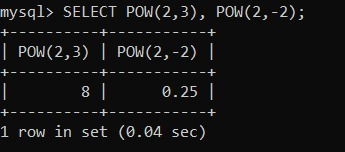 mysql> SELECT POW(2,3), POW(2,-2);
+----------+-----------+
| POW(2,3) | POW(2,-2) |
+----------+-----------+
|        8 |      0.25 |
+----------+-----------+
1 row in set (0.04 sec)